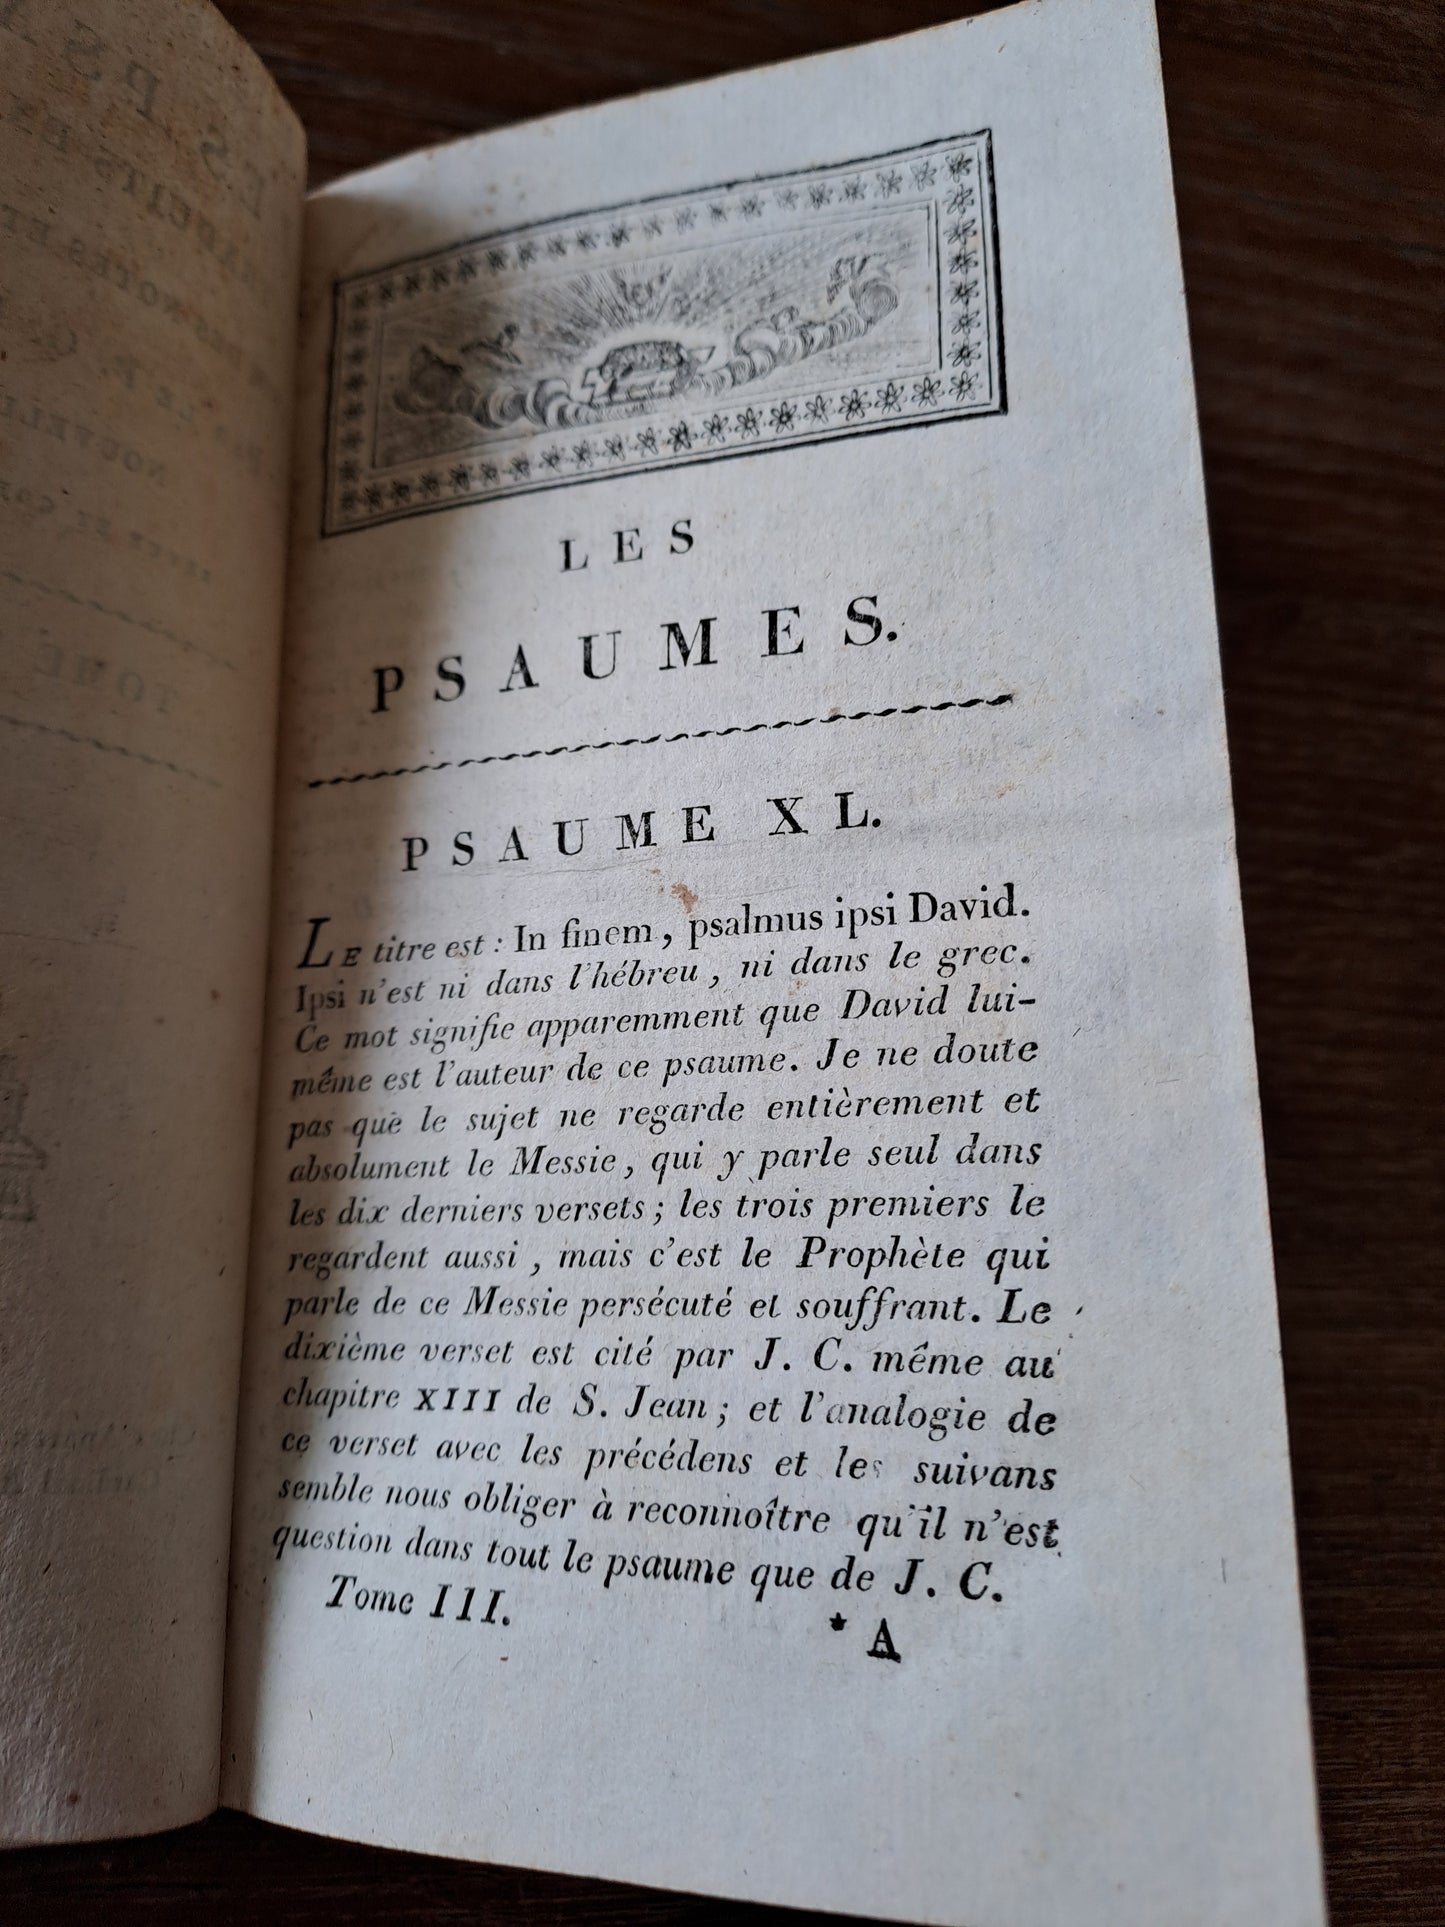 LES
PSAUMES.
PSAUME XL.
LE titre est : In finem, psalmus ipsi David.
Ipsi n'est ni dans l'hébreu, ni dans le grec.
Ce mot signifie apparemment que David lui-
même est l'auteur de ce psaume. Je ne doute
pas que le sujet ne regarde entièrement et
absolument le Messie, qui y parle seul dans
les dix derniers versets ; les trois premiers le
regardent aussi, mais c'est le Prophète qui
parle de ce Messie persécuté et souffrant. Le
dixième verset est cité par J. C. même au
chapitre XIII de S. Jean ; et l'analogie de
ce verset avec les précédens et les suivans
semble nous obliger à reconnoître qu'il n'est
question dans tout le psaume que de J. C.
Tome III.
* A